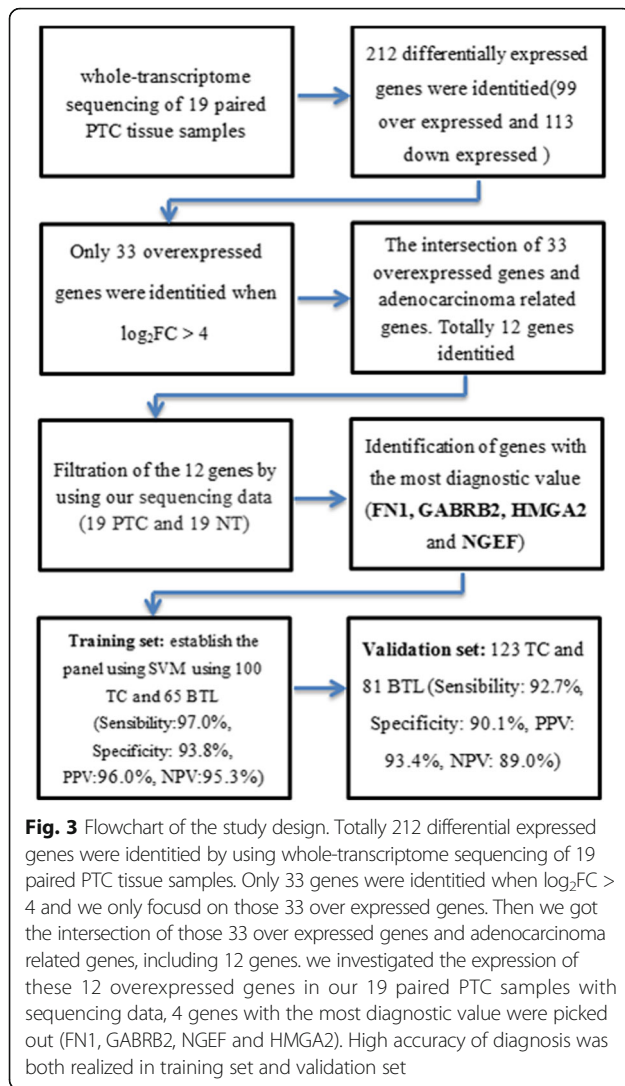 whole-transcriptome
sequencing of 19 paired
PTC tissue samples
212 differentially expressed
genes were identitied(99
over expressed and 113
down expressed )
Only 33 overexpressed
genes were identitied when
log₂FC > 4
The intersection of 33
overexpressed genes and
adenocarcinoma related
genes. Totally 12 genes
identitied
Filtration of the 12 genes by
using our sequencing data
(19 PTC and 19 NT)
Identification of genes with
the most diagnostic value
(FN1, GABRB2, HMGA2
and NGEF)
Training set: establish the
panel using SVM using 100
TC and 65 BTL
(Sensibility:97.0%,
Specificity: 93.8%,
PPV:96.0%, NPV:95.3%)
Validation set: 123 TC and
81 BTL (Sensibility: 92.7%,
Specificity: 90.1%, PPV:
93.4%, NPV: 89.0%)
Fig. 3 Flowchart of the study design. Totally 212 differential expressed
genes were identitied by using whole-transcriptome sequencing of 19
paired PTC tissue samples. Only 33 genes were identitied when log₂FC >
4 and we only focusd on those 33 over expressed genes. Then we got
the intersection of those 33 over expressed genes and adenocarcinoma
related genes, including 12 genes. we investigated the expression of
these 12 overexpressed genes in our 19 paired PTC samples with
sequencing data, 4 genes with the most diagnostic value were picked
out (FN1, GABRB2, NGEF and HMGA2). High accuracy of diagnosis was
both realized in training set and validation set